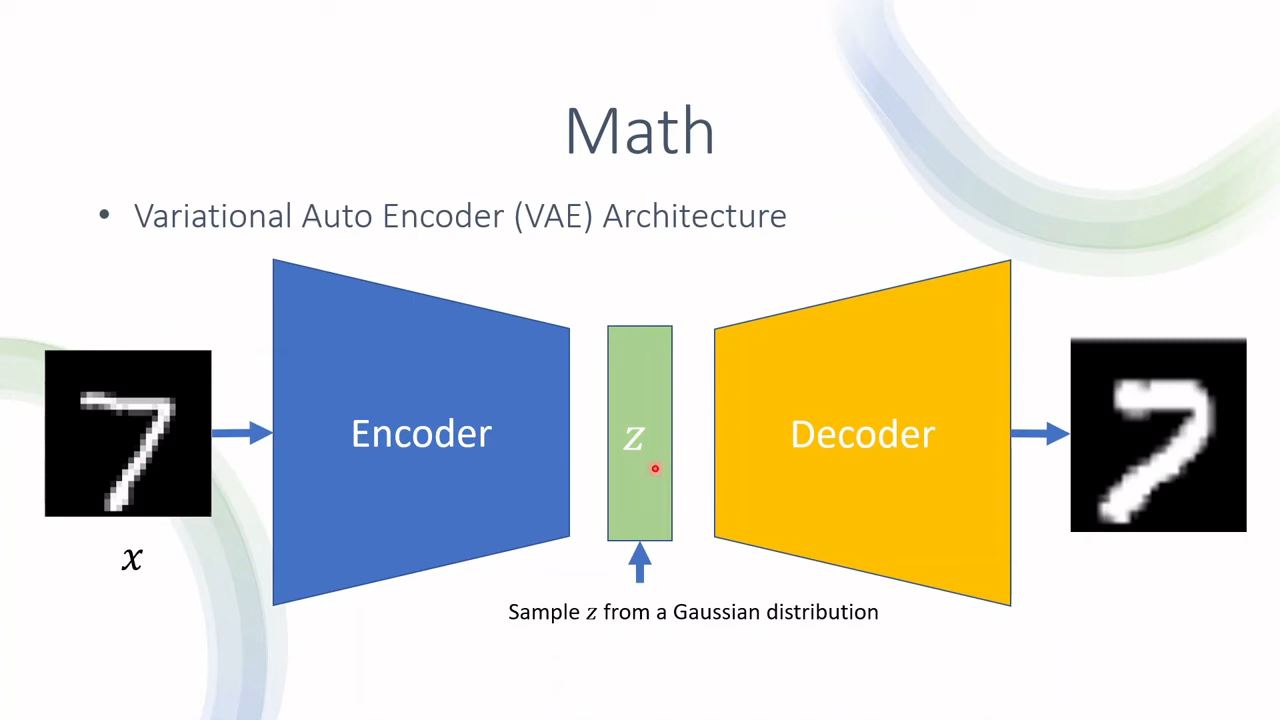 Math
• Variational Auto Encoder (VAE) Architecture
Encoder
z
Decoder
x
Sample z from a Gaussian distribution